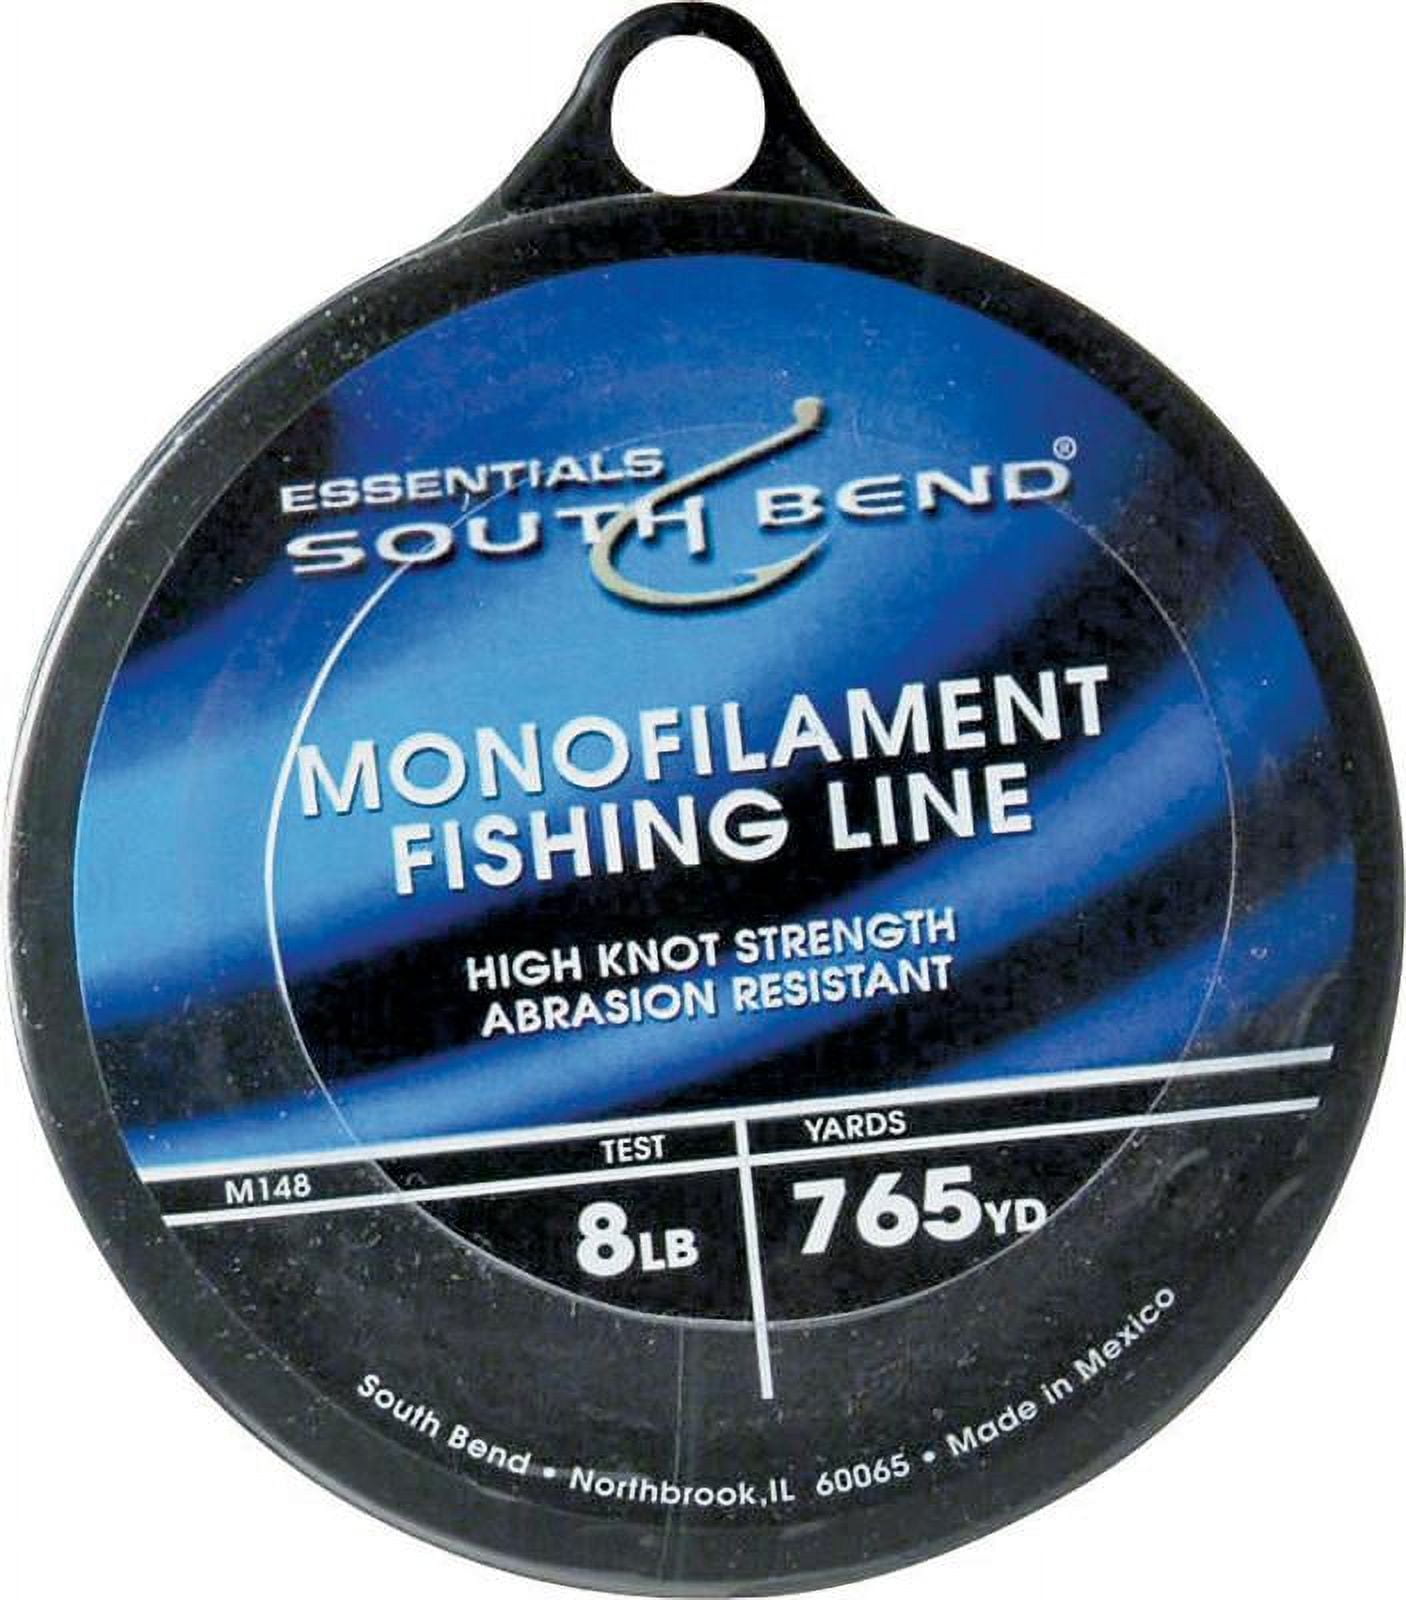 ESSENTIALS
SOUTH BEND®
MONOFILAMENT
FISHING LINE
HIGH KNOT STRENGTH
ABRASION RESISTANT
M148 TEST YARDS
8LB 765YD
South Bend • Northbrook, IL 60065 • Made in Mexico